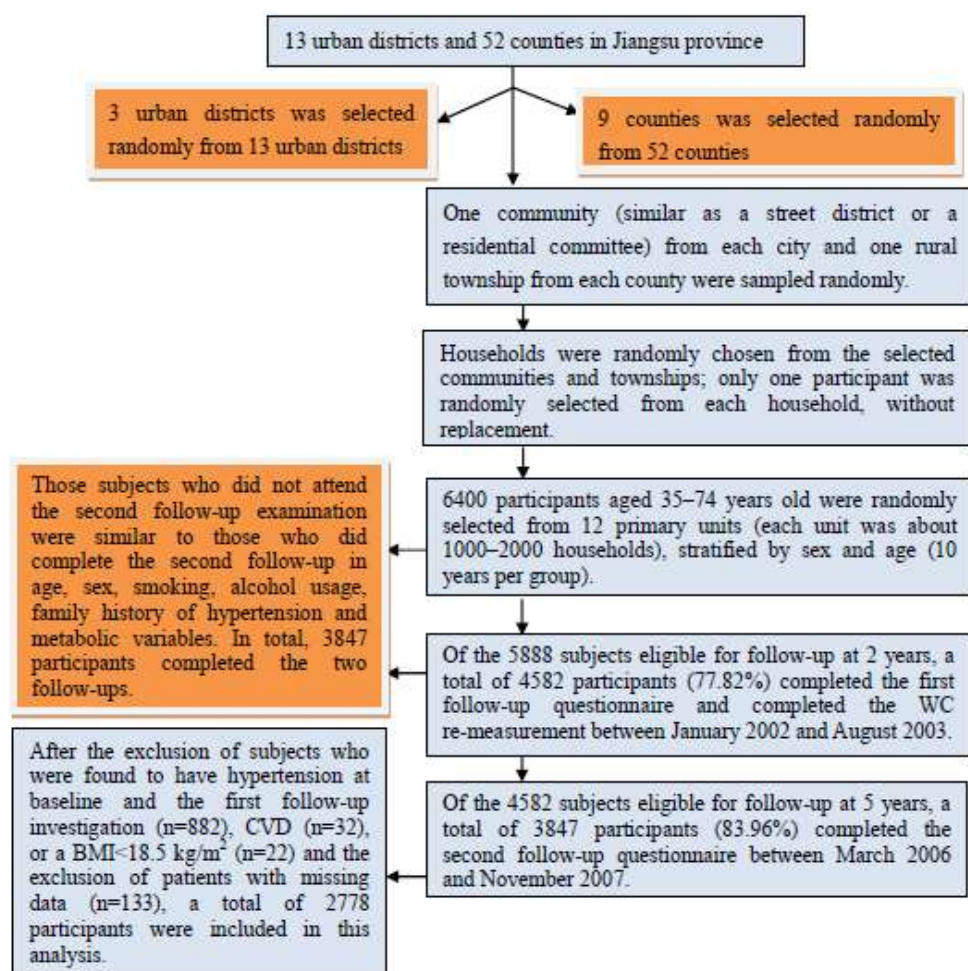 13 urban districts and 52 counties in Jiangsu province
3 urban districts was selected
randomly from 13 urban districts
9 counties was selected randomly
from 52 counties
One community (similar as a street district or a
residential committee) from each city and one rural
township from each county were sampled randomly.
Households were randomly chosen from the selected
communities and townships; only one participant was
randomly selected from each household, without
replacement.
Those subjects who did not attend
the second follow-up examination
were similar to those who did
complete the second follow-up in
age, sex, smoking, alcohol usage,
family history of hypertension and
metabolic variables. In total, 3847
participants completed the two
follow-ups.
6400 participants aged 35–74 years old were randomly
selected from 12 primary units (each unit was about
1000–2000 households), stratified by sex and age (10
years per group).
Of the 5888 subjects eligible for follow-up at 2 years, a
total of 4582 participants (77.82%) completed the first
follow-up questionnaire and completed the WC
re-measurement between January 2002 and August 2003.
After the exclusion of subjects who
were found to have hypertension at
baseline and the first follow-up
investigation (n=882), CVD (n=32),
or a BMI<18.5 kg/m² (n=22) and the
exclusion of patients with missing
data (n=133), a total of 2778
participants were included in this
analysis.
Of the 4582 subjects eligible for follow-up at 5 years, a
total of 3847 participants (83.96%) completed the
second follow-up questionnaire between March 2006
and November 2007.